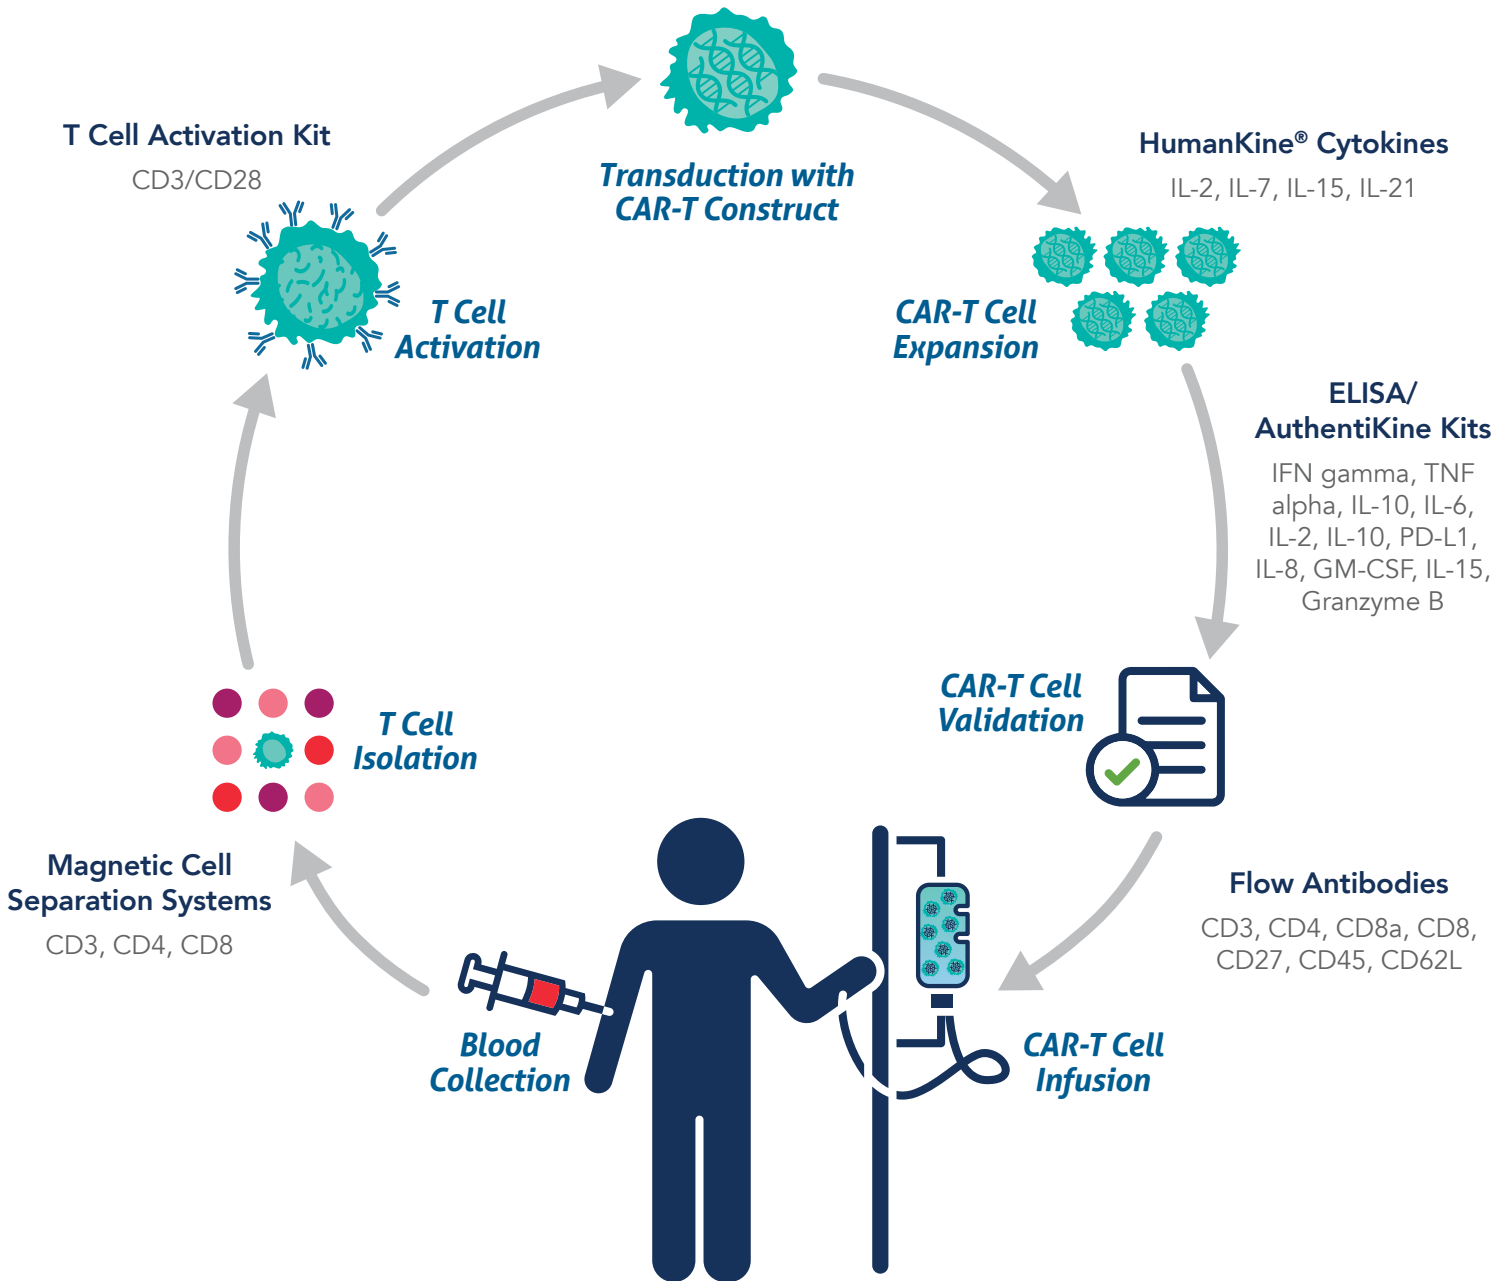 T Cell Activation Kit
CD3/CD28
Transduction with
CAR-T Construct
HumanKine® Cytokines
IL-2, IL-7, IL-15, IL-21
T Cell
Activation
CAR-T Cell
Expansion
ELISA/
AuthentiKine Kits
IFN gamma, TNF
alpha, IL-10, IL-6,
IL-2, IL-10, PD-L1,
IL-8, GM-CSF, IL-15,
Granzyme B
T Cell
Isolation
CAR-T Cell
Validation
Magnetic Cell
Separation Systems
CD3, CD4, CD8
Flow Antibodies
CD3, CD4, CD8a, CD8,
CD27, CD45, CD62L
Blood
Collection
CAR-T Cell
Infusion